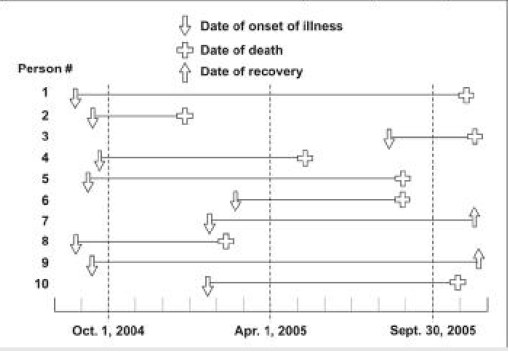 Date of onset of illness
Date of death
Date of recovery
Person #
1
2
3
4
5
6
7
8
9
10
Oct. 1, 2004 Apr. 1, 2005 Sept. 30, 2005